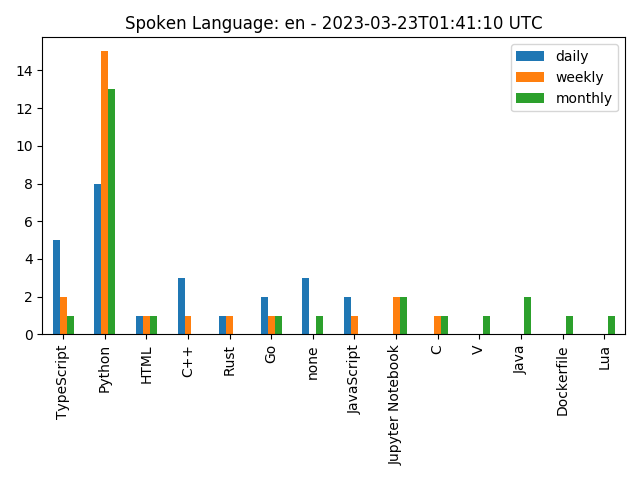 Spoken Language: en - 2023-03-23T01:41:10 UTC
daily
weekly
monthly
14
12
10
8
6
4
2
0
TypeScript
Python
HTML
C++
Rust
Go
none
JavaScript
Jupyter Notebook
C
V
Java
Dockerfile
Lua